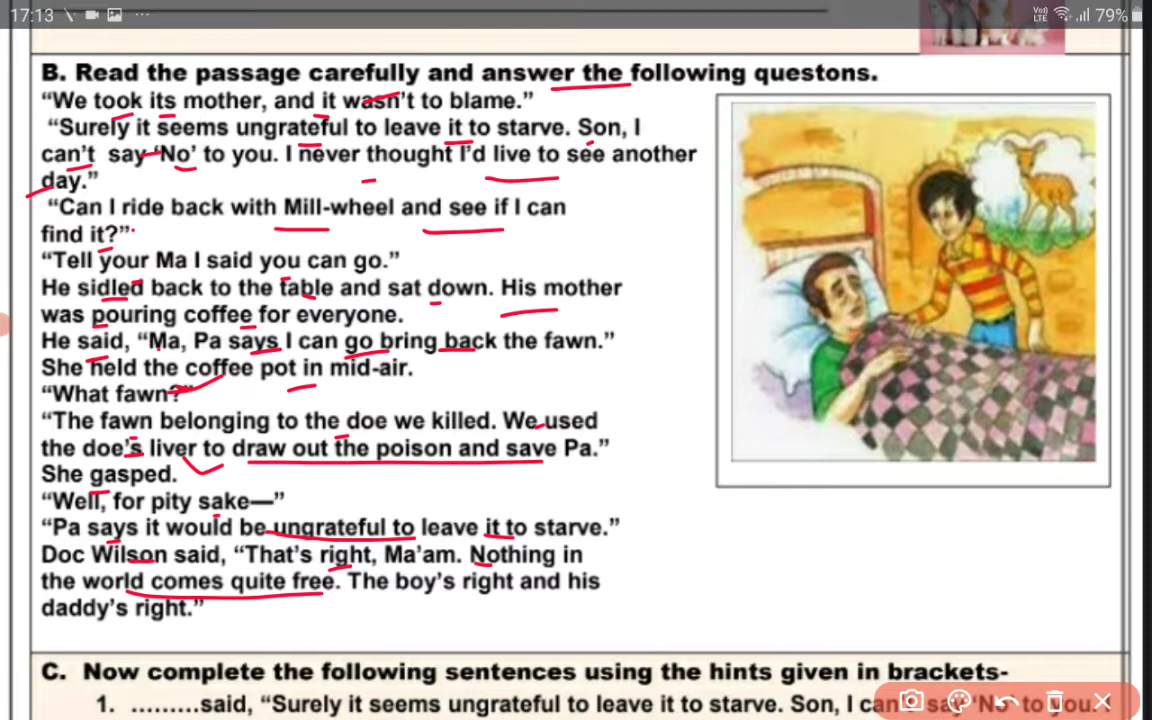 17:13
Vo)) LTE 79%
B. Read the passage carefully and answer the following questons.
“We took its mother, and it wasn’t to blame.”
“Surely it seems ungrateful to leave it to starve. Son, I
can’t say ‘No’ to you. I never thought I’d live to see another
day.”
“Can I ride back with Mill-wheel and see if I can
find it?”
“Tell your Ma I said you can go.”
He sidled back to the table and sat down. His mother
was pouring coffee for everyone.
He said, “Ma, Pa says I can go bring back the fawn.”
She held the coffee pot in mid-air.
“What fawn?”
“The fawn belonging to the doe we killed. We used
the doe’s liver to draw out the poison and save Pa.”
She gasped.
“Well, for pity sake—”
“Pa says it would be ungrateful to leave it to starve.”
Doc Wilson said, “That’s right, Ma’am. Nothing in
the world comes quite free. The boy’s right and his
daddy’s right.”
C. Now complete the following sentences using the hints given in brackets-
1. .........said, “Surely it seems ungrateful to leave it to starve. Son, I can't say 'No' to you.